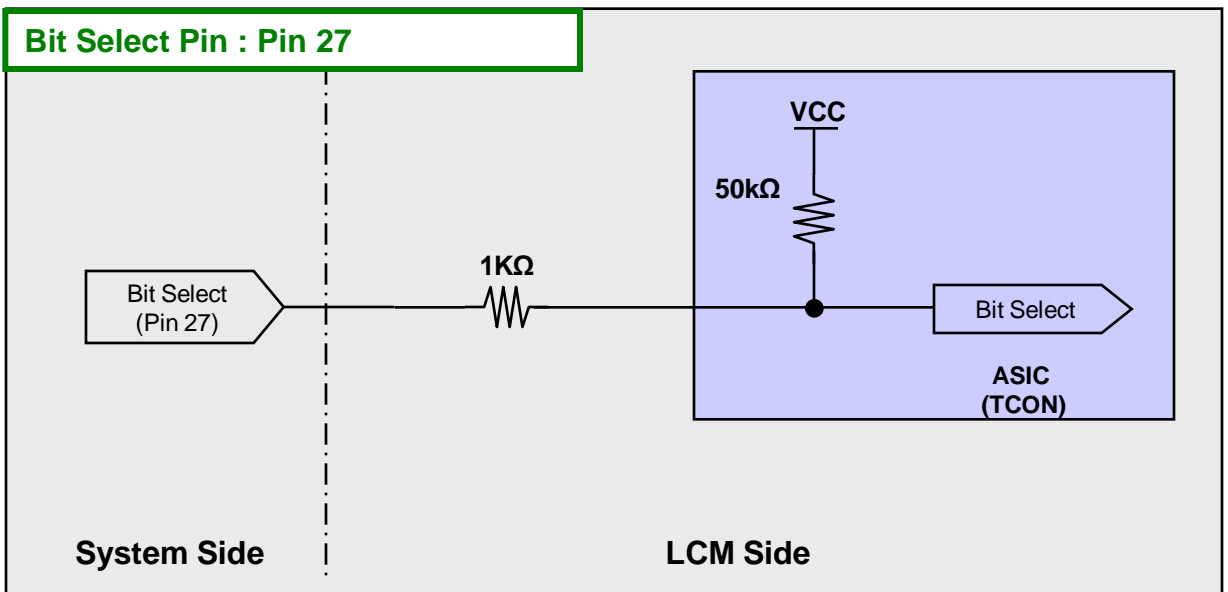 Bit Select Pin : Pin 27
VCC
50kΩ
1KΩ
Bit Select
(Pin 27)
Bit Select
ASIC
(TCON)
System Side
LCM Side